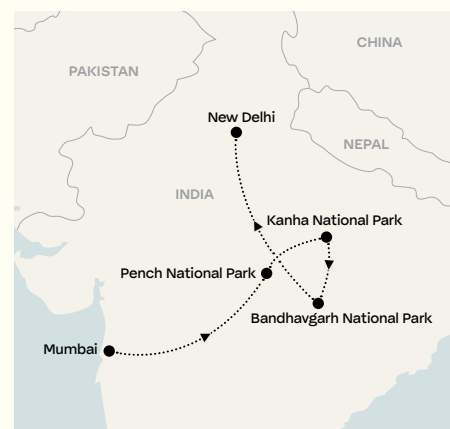 CHINA
PAKISTAN
New Delhi
NEPAL
INDIA
Kanha National Park
Pench National Park
Bandhavgarh National Park
Mumbai